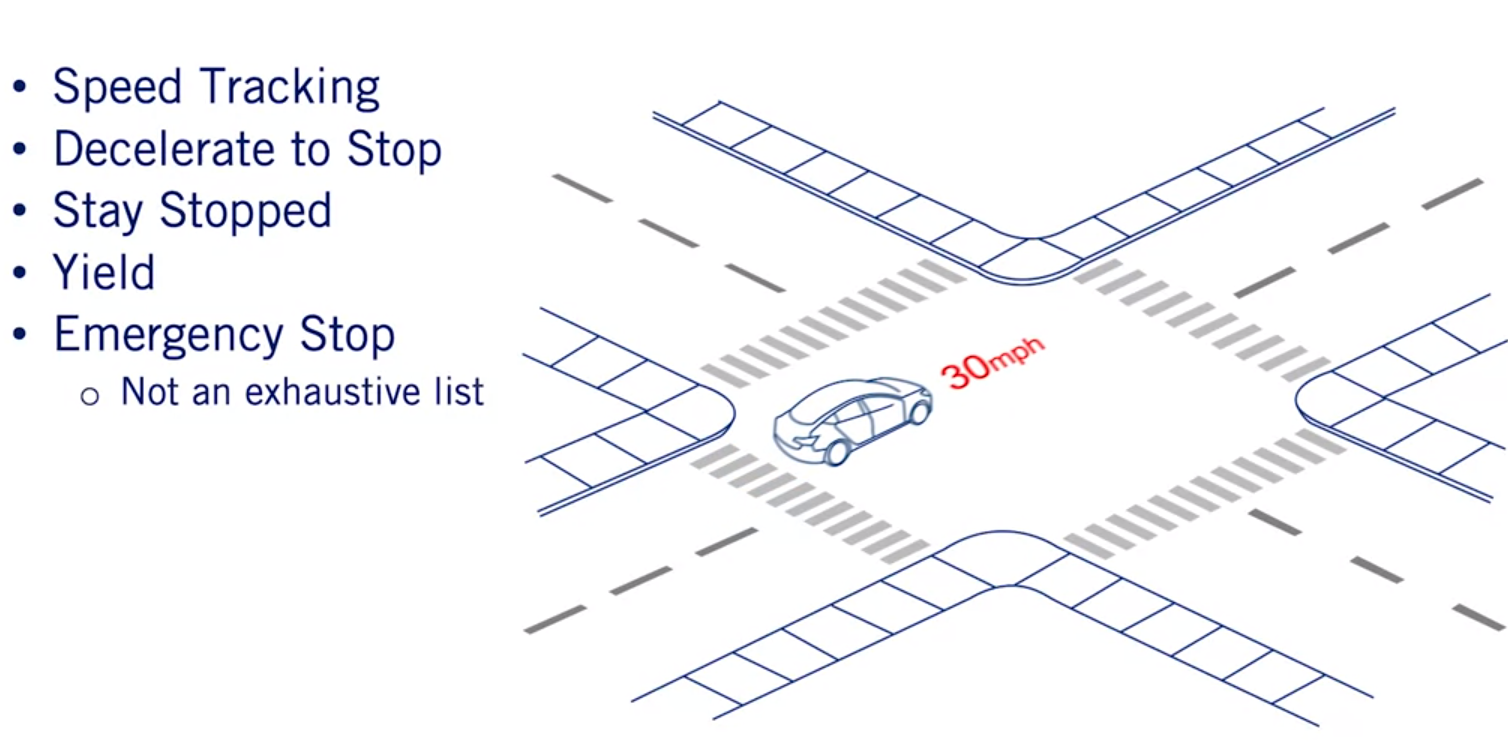 • Speed Tracking
• Decelerate to Stop
• Stay Stopped
• Yield
• Emergency Stop
o Not an exhaustive list
30mph